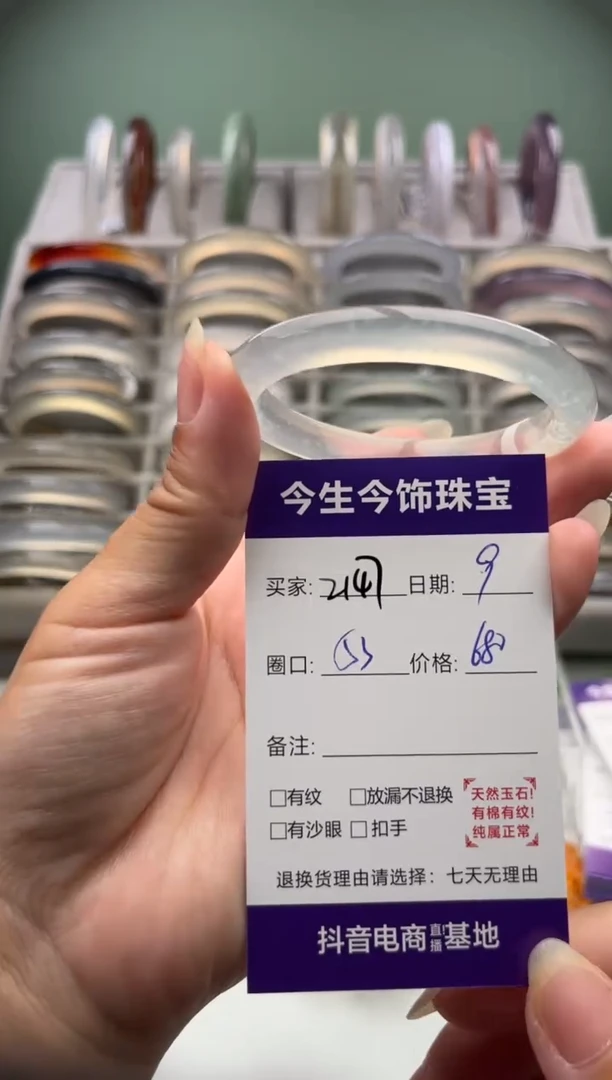 今生今饰珠宝
买家: 2147 日期: 9
圈口: 53 价格: 680
备注:
□有纹 □放漏不退换
□有沙眼 □扣手
天然玉石!
有棉有纹!
纯属正常
退换货理由请选择：七天无理由
抖音电商直播基地